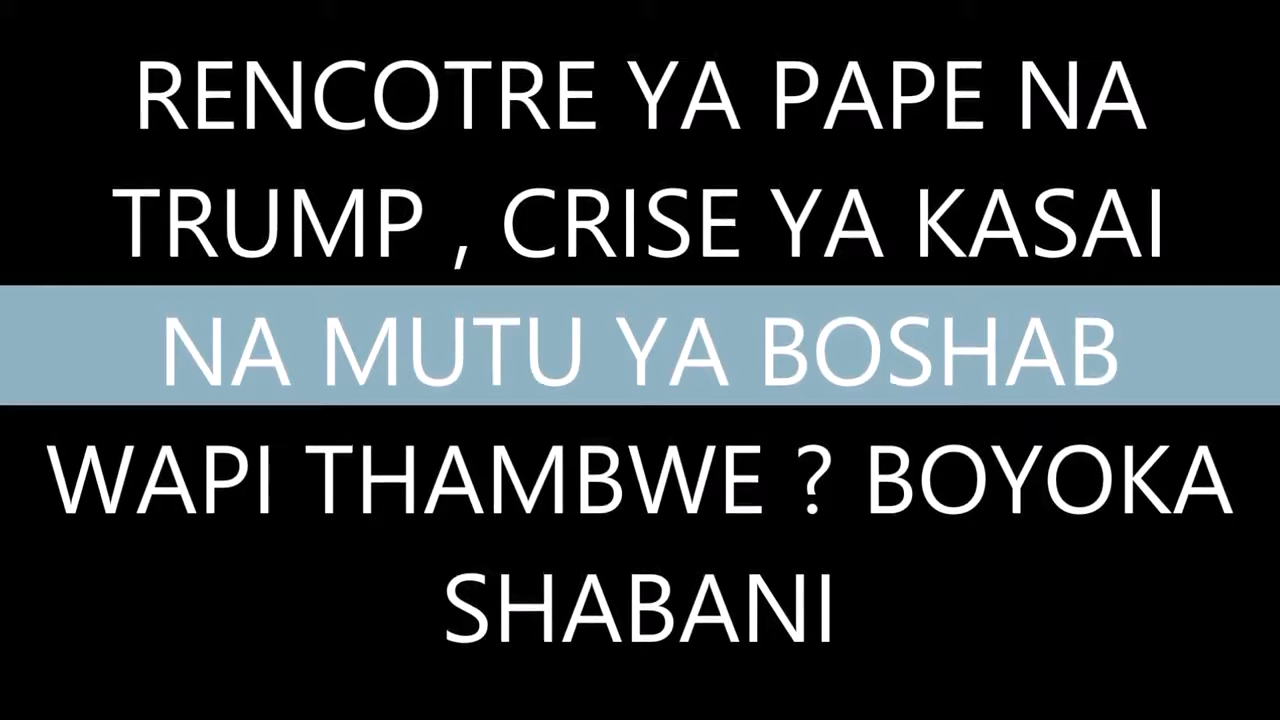 RENCOTRE YA PAPE NA
TRUMP , CRISE YA KASAI
NA MUTU YA BOSHAB
WAPI THAMBWE ? BOYOKA
SHABANI